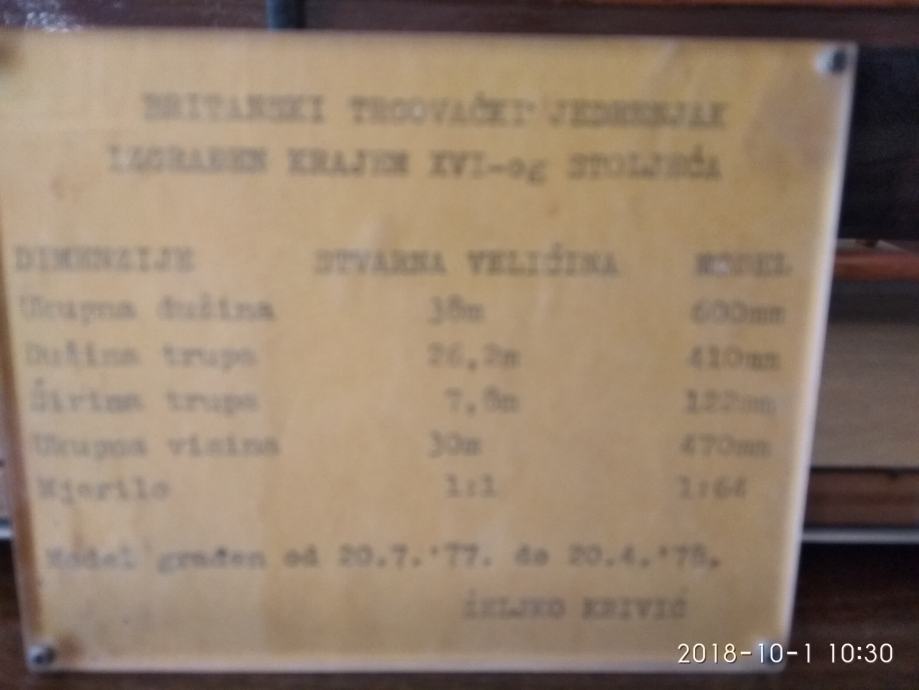 BRITANSKI TRGOVAČKI JEDRENJAK
IZGRAĐEN KRAJEM XVI-og STOLJEĆA
DIMENZIJE STVARNA VELIČINA MODEL
Ukupna dužina 38m 600mm
Dužina trupa 26,2m 410mm
Širina trupa 7,8m 122mm
Ukupna visina 30m 470mm
Mjerilo 1:1 1:64
Model građen od 20.7.'77. do 20.4.'78.
ŽELJKO KRIVIĆ
2018-10-1 10:30